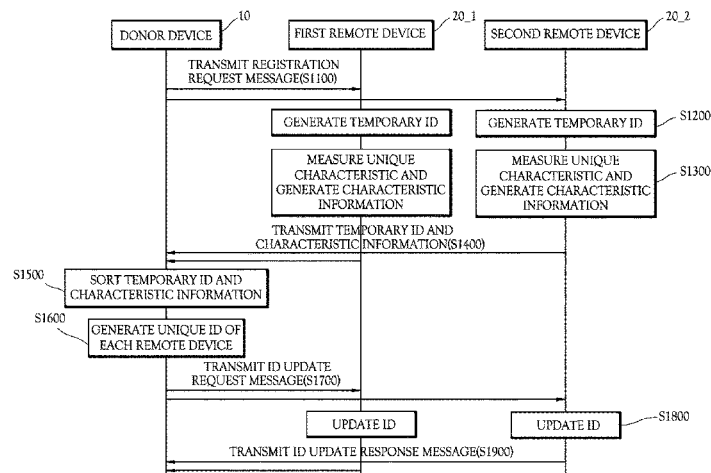 10
20_1
20_2
DONOR DEVICE
FIRST REMOTE DEVICE
SECOND REMOTE DEVICE
TRANSMIT REGISTRATION
REQUEST MESSAGE(S1100)
GENERATE TEMPORARY ID
GENERATE TEMPORARY ID
S1200
MEASURE UNIQUE
CHARACTERISTIC AND
GENERATE CHARACTERISTIC
INFORMATION
MEASURE UNIQUE
CHARACTERISTIC AND
GENERATE CHARACTERISTIC
INFORMATION
S1300
TRANSMIT TEMPORARY ID AND
CHARACTERISTIC INFORMATION(S1400)
S1500
SORT TEMPORARY ID AND
CHARACTERISTIC INFORMATION
S1600
GENERATE UNIQUE ID OF
EACH REMOTE DEVICE
TRANSMIT ID UPDATE
REQUEST MESSAGE(S1700)
UPDATE ID
UPDATE ID
S1800
TRANSMIT ID UPDATE RESPONSE MESSAGE(S1900)